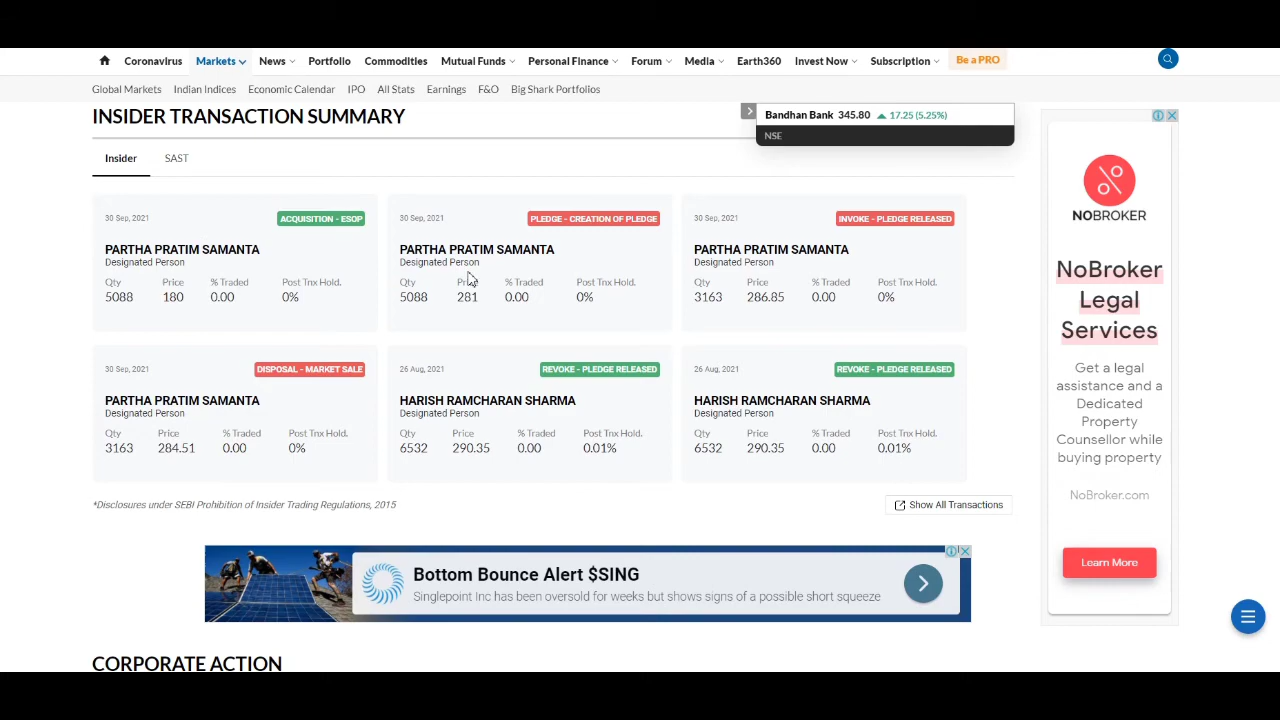 Coronavirus Markets News Portfolio Commodities Mutual Funds Personal Finance Forum Media Earth360 Invest Now Subscription Be a PRO
Global Markets Indian Indices Economic Calendar IPO All Stats Earnings F&O Big Shark Portfolios
INSIDER TRANSACTION SUMMARY
Bandhan Bank 345.80 17.25 (5.25%)
NSE
Insider SAST
30 Sep, 2021 ACQUISITION - ESOP
PARTHA PRATIM SAMANTA
Designated Person
Qty Price % Traded Post Tnx Hold.
5088 180 0.00 0%
30 Sep, 2021 PLEDGE - CREATION OF PLEDGE
PARTHA PRATIM SAMANTA
Designated Person
Qty Price % Traded Post Tnx Hold.
5088 281 0.00 0%
30 Sep, 2021 INVOKE - PLEDGE RELEASED
PARTHA PRATIM SAMANTA
Designated Person
Qty Price % Traded Post Tnx Hold.
3163 286.85 0.00 0%
30 Sep, 2021 DISPOSAL - MARKET SALE
PARTHA PRATIM SAMANTA
Designated Person
Qty Price % Traded Post Tnx Hold.
3163 284.51 0.00 0%
26 Aug, 2021 REVOKE - PLEDGE RELEASED
HARISH RAMCHARAN SHARMA
Designated Person
Qty Price % Traded Post Tnx Hold.
6532 290.35 0.00 0.01%
26 Aug, 2021 REVOKE - PLEDGE RELEASED
HARISH RAMCHARAN SHARMA
Designated Person
Qty Price % Traded Post Tnx Hold.
6532 290.35 0.00 0.01%
*Disclosures under SEBI Prohibition of Insider Trading Regulations, 2015
Show All Transactions
Bottom Bounce Alert $SING
Singlepoint Inc has been oversold for weeks but shows signs of a possible short squeeze
CORPORATE ACTION
NOBROKER
NoBroker
Legal
Services
Get a legal
assistance and a
Dedicated
Property
Counsellor while
buying property
NoBroker.com
Learn More